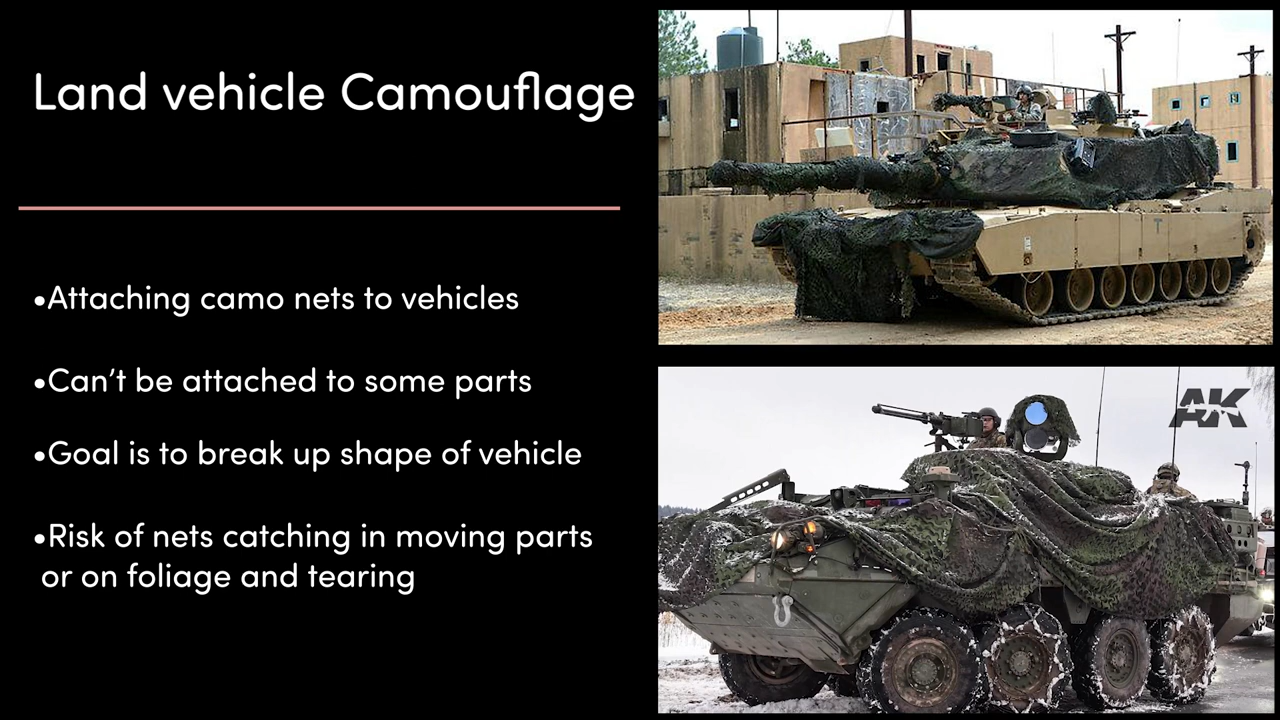 Land vehicle Camouflage
•Attaching camo nets to vehicles
•Can't be attached to some parts
•Goal is to break up shape of vehicle
•Risk of nets catching in moving parts
or on foliage and tearing
AK